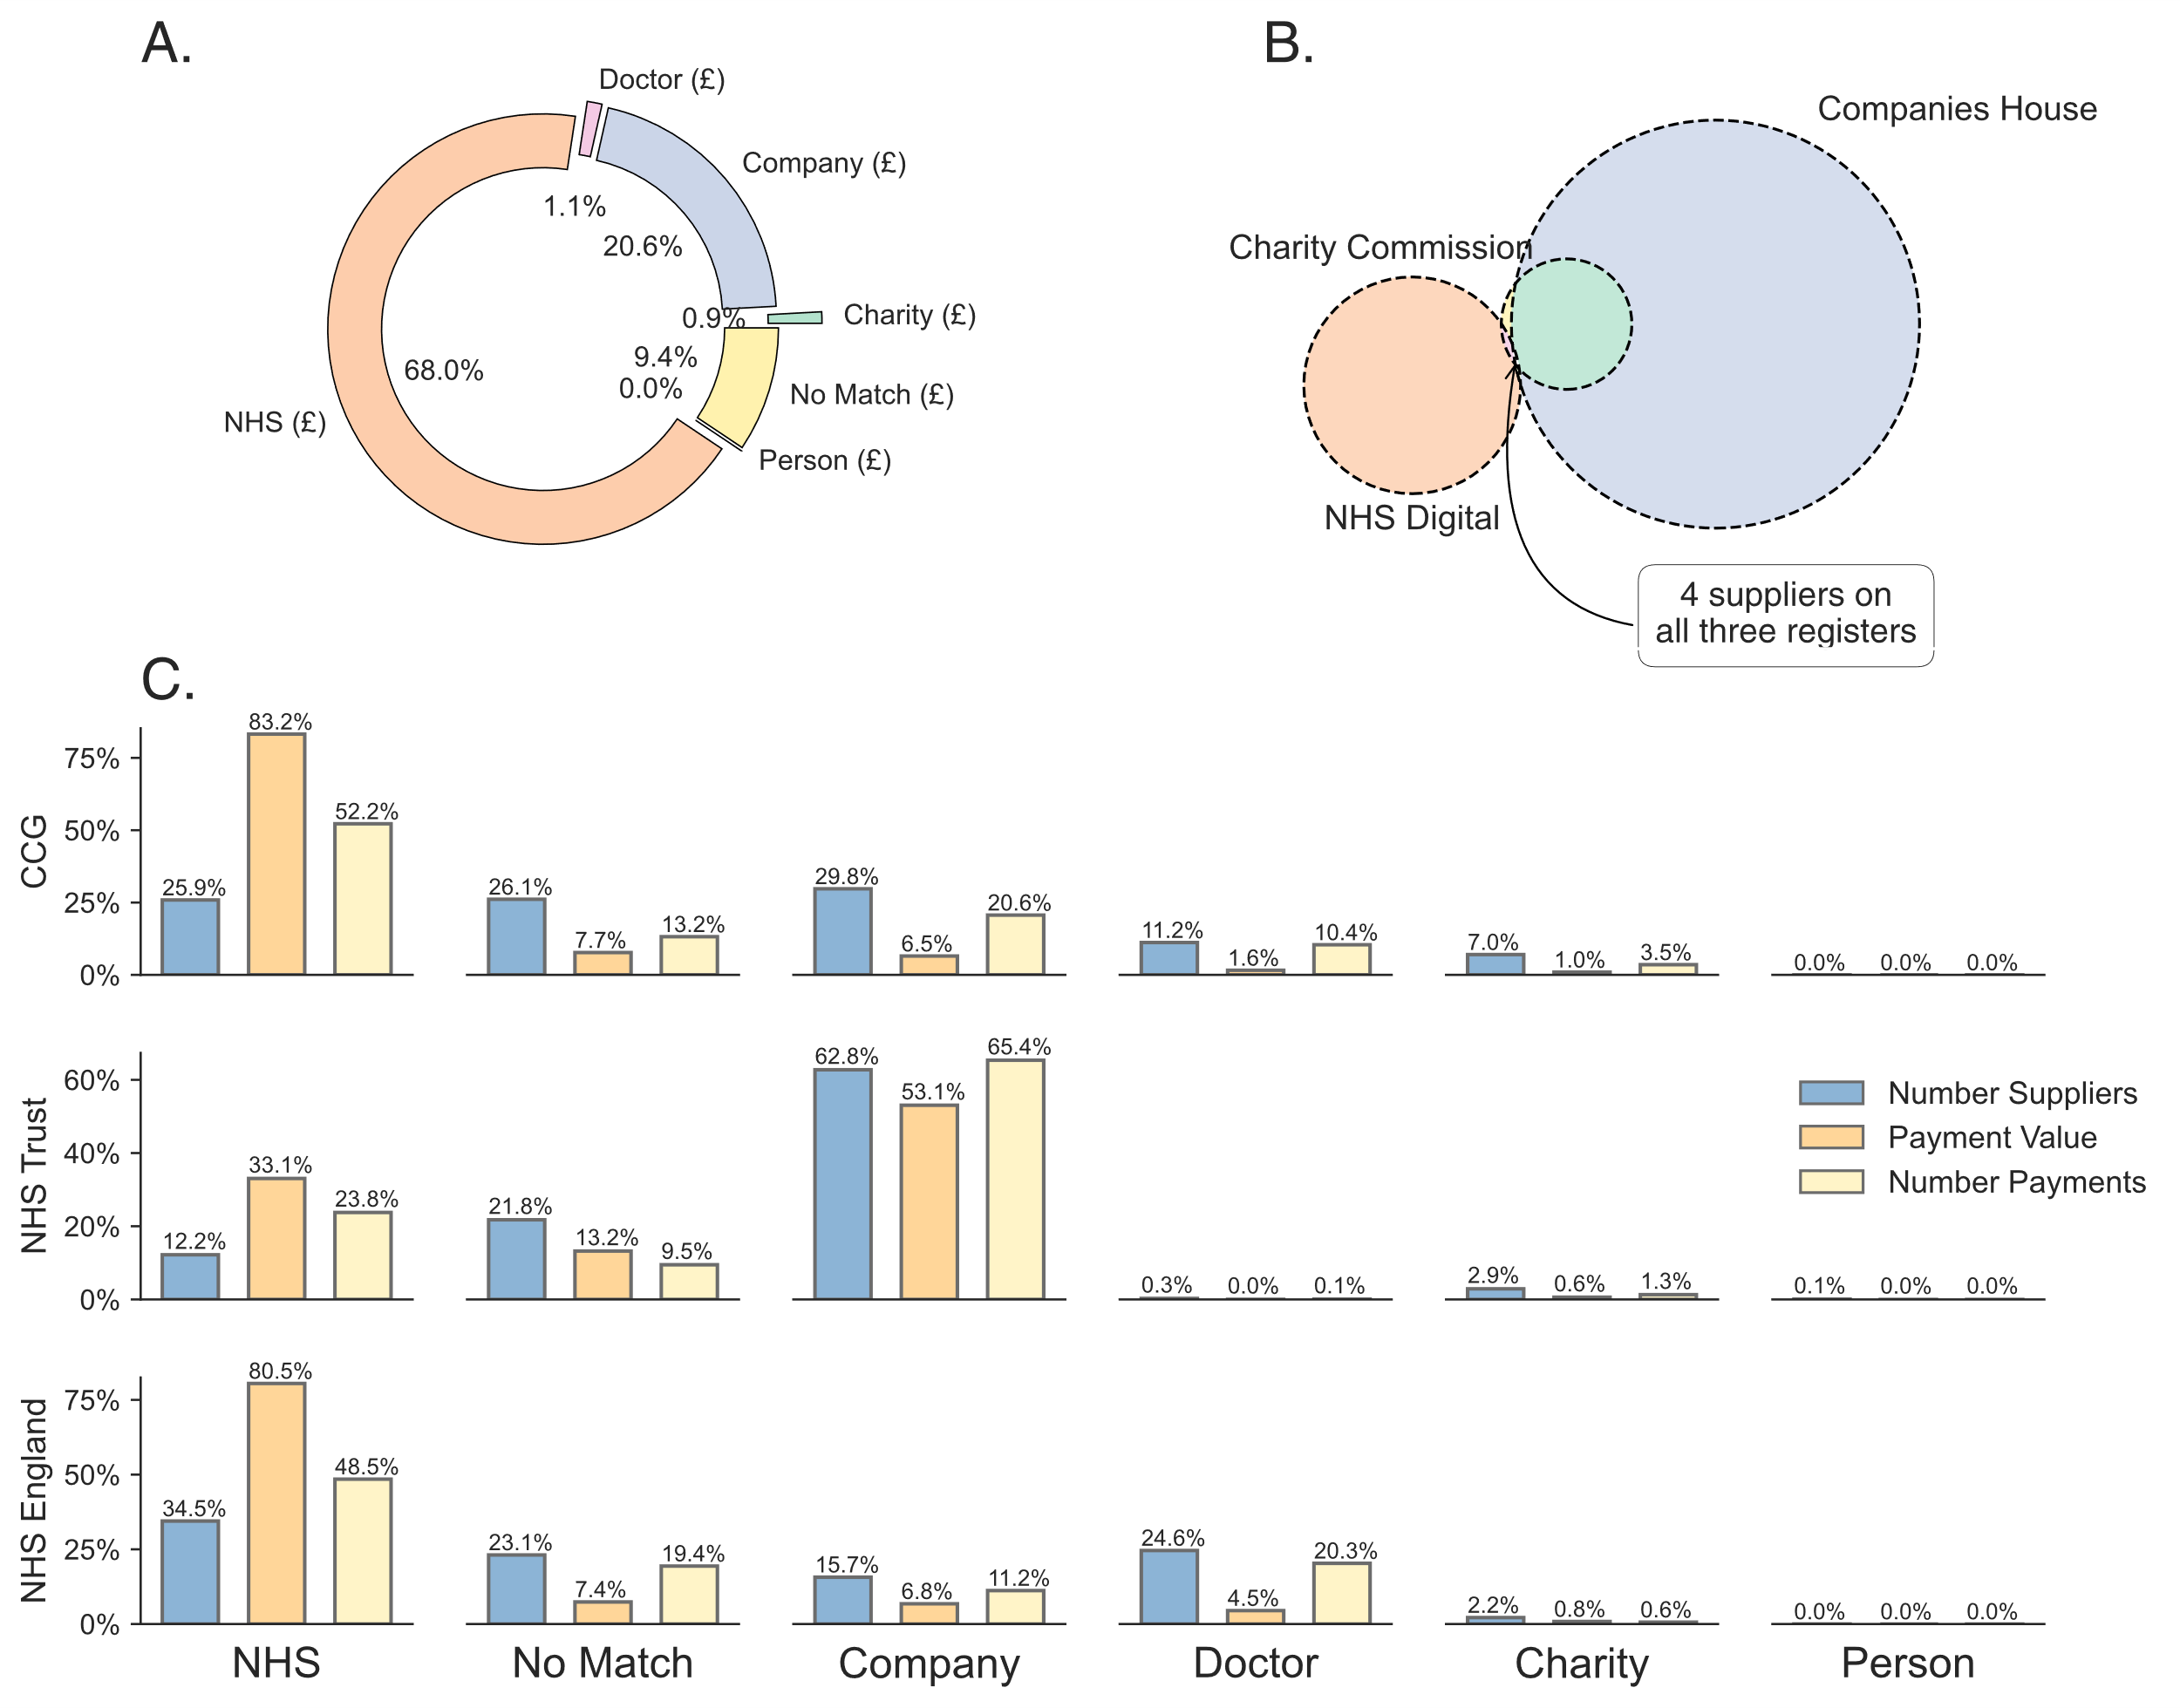 A.
Doctor (£)
Company (£)
1.1%
20.6%
0.9%
Charity (£)
9.4%
68.0%
0.0%
No Match (£)
NHS (£)
Person (£)
B.
Companies House
Charity Commission
NHS Digital
4 suppliers on
all three registers
C.
CCG
75%
50%
25%
0%
25.9%
83.2%
52.2%
26.1%
7.7%
13.2%
29.8%
6.5%
20.6%
11.2%
1.6%
10.4%
7.0%
1.0%
3.5%
0.0%
0.0%
0.0%
NHS Trust
60%
40%
20%
0%
12.2%
33.1%
23.8%
21.8%
13.2%
9.5%
62.8%
53.1%
65.4%
0.3%
0.0%
0.1%
2.9%
0.6%
1.3%
0.1%
0.0%
0.0%
Number Suppliers
Payment Value
Number Payments
NHS England
75%
50%
25%
0%
34.5%
80.5%
48.5%
23.1%
7.4%
19.4%
15.7%
6.8%
11.2%
24.6%
4.5%
20.3%
2.2%
0.8%
0.6%
0.0%
0.0%
0.0%
NHS
No Match
Company
Doctor
Charity
Person